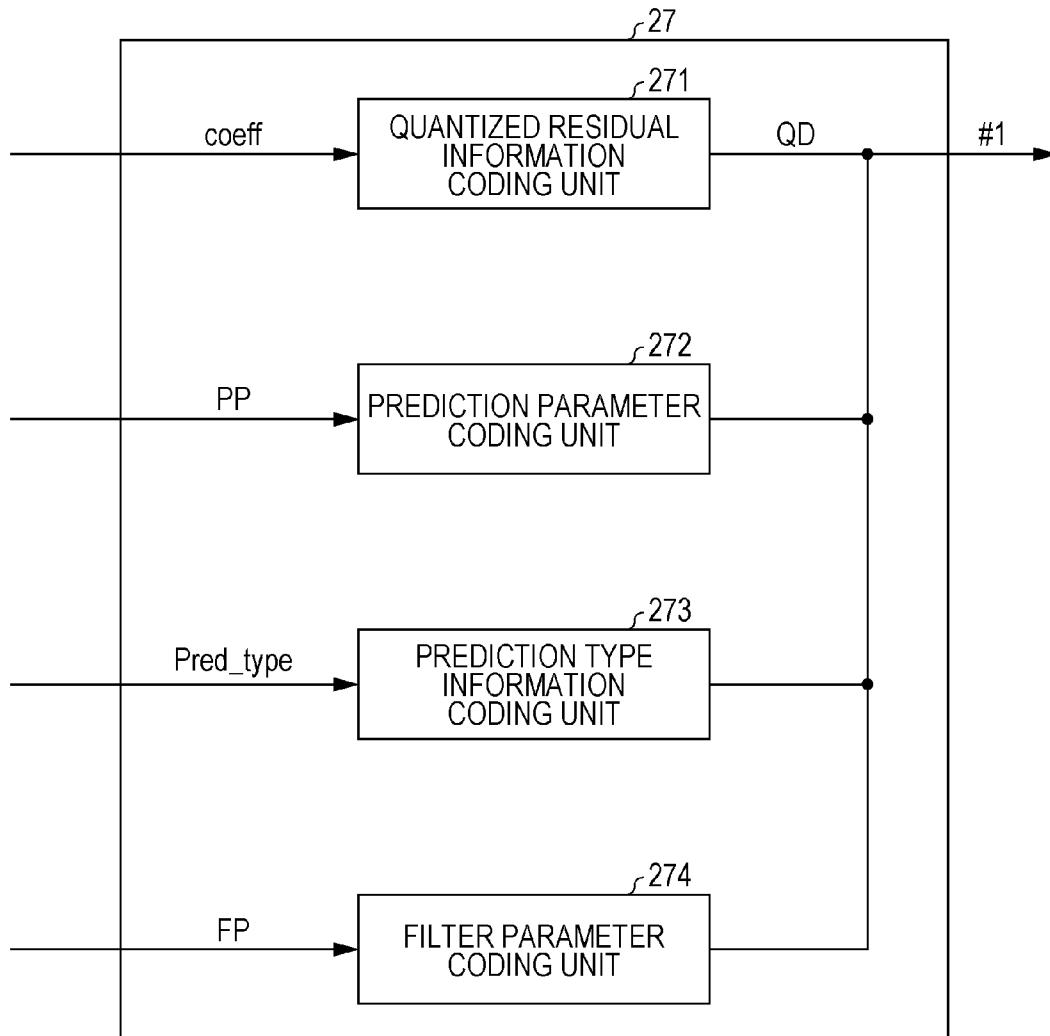 27
271
coeff
QUANTIZED RESIDUAL
INFORMATION
CODING UNIT
QD
#1
272
PP
PREDICTION PARAMETER
CODING UNIT
273
Pred_type
PREDICTION TYPE
INFORMATION
CODING UNIT
274
FP
FILTER PARAMETER
CODING UNIT